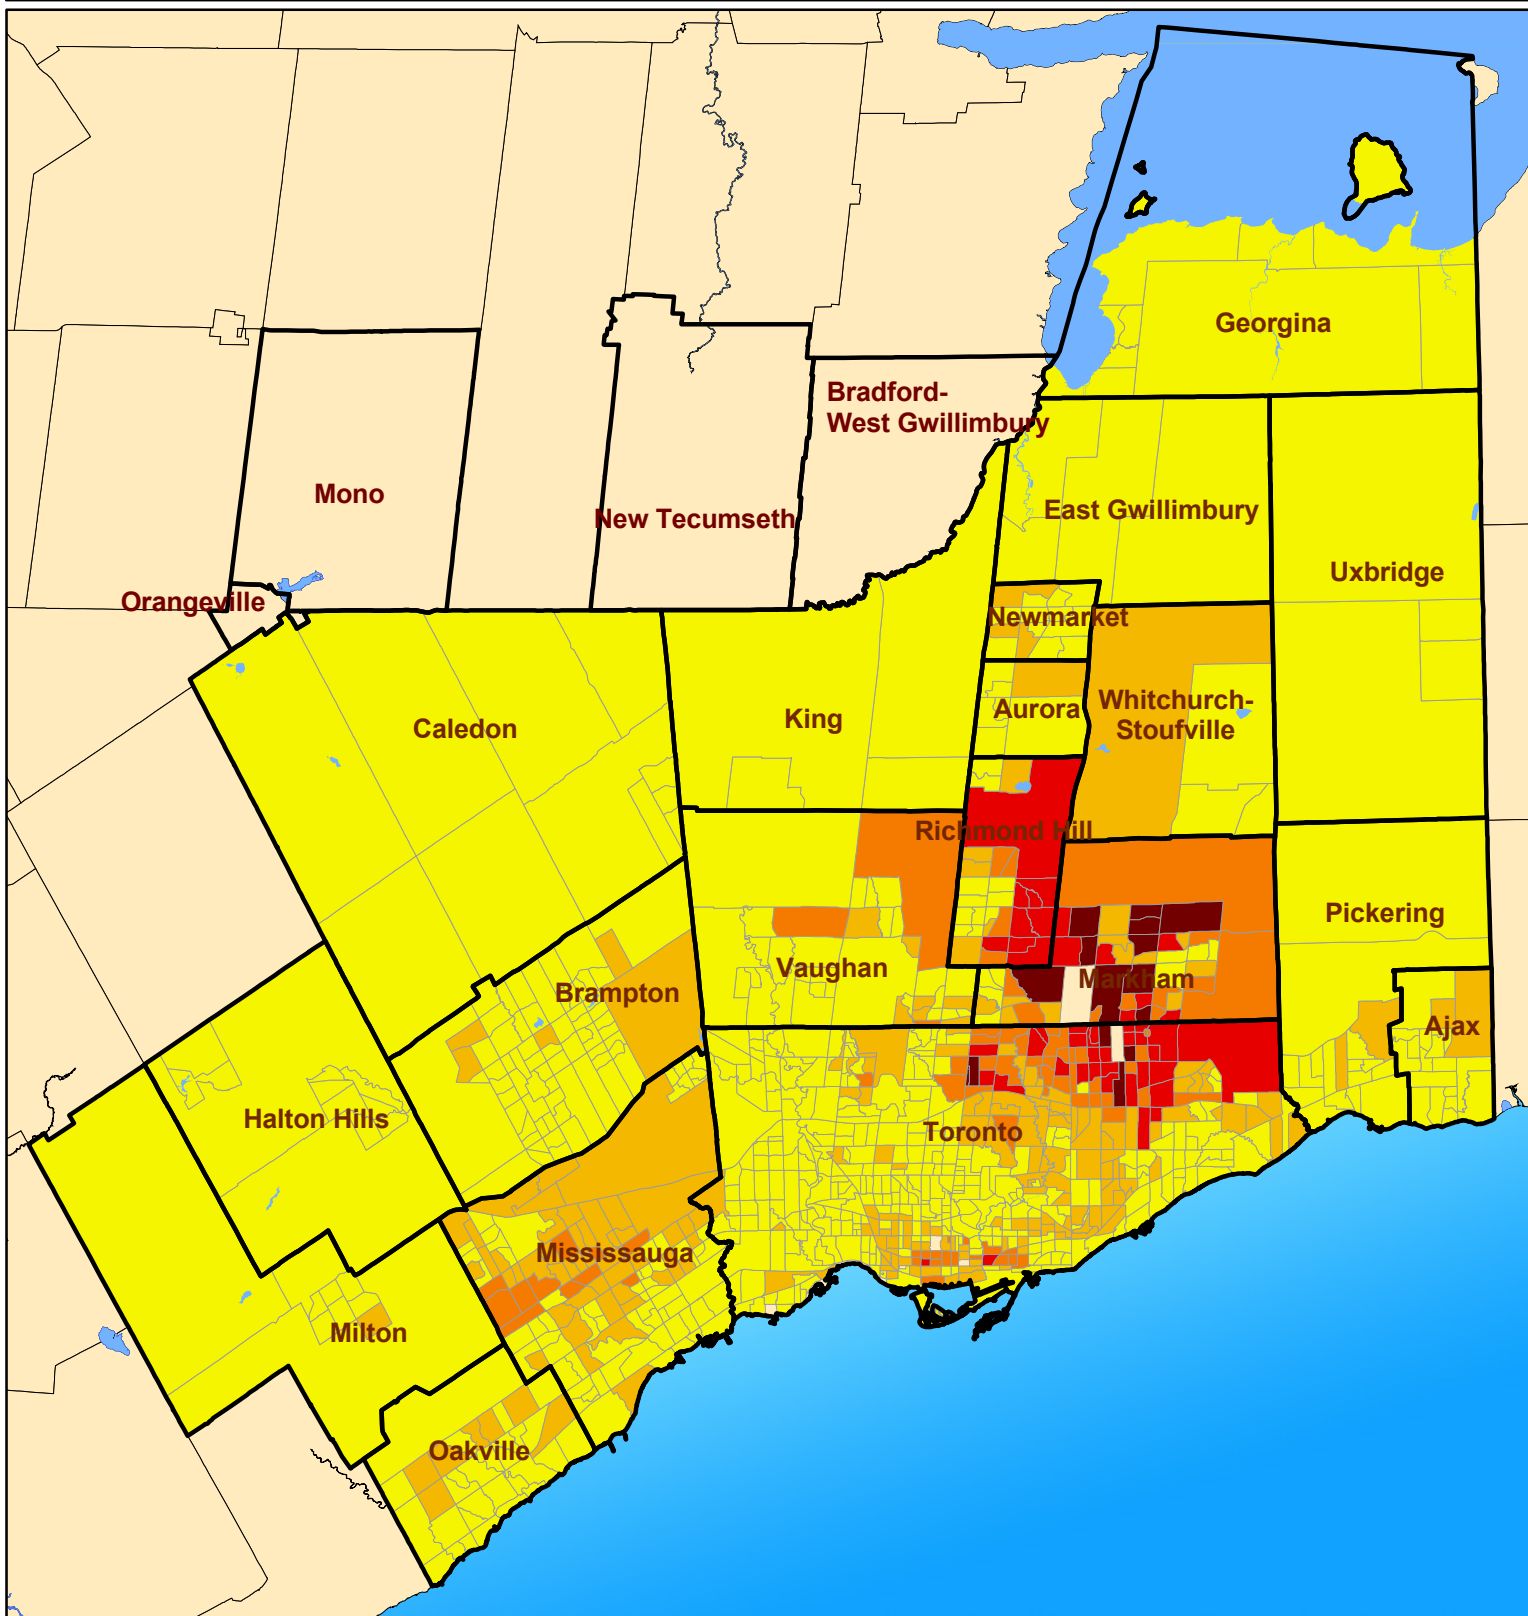 Georgina
Bradford-
West Gwillimbury
Mono
East Gwillimbury
New Tecumseth
Uxbridge
Orangeville
Newmarket
Whitchurch-
Stoufville
Aurora
King
Caledon
Richmond Hill
Pickering
Vaughan
Markham
Brampton
Ajax
Halton Hills
Toronto
Mississauga
Milton
Oakville